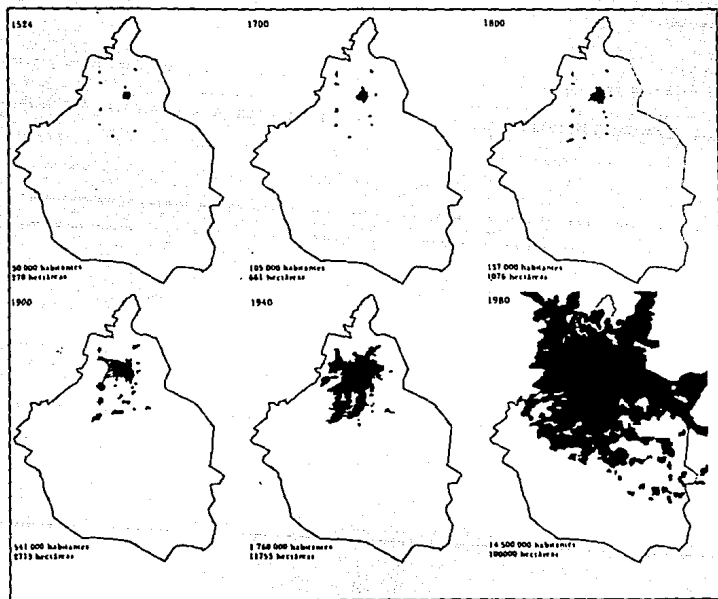 1524
30 000 habitantes
270 hectáreas
1700
105 000 habitantes
661 hectáreas
1800
137 000 habitantes
1076 hectáreas
1900
541 000 habitantes
2713 hectáreas
1940
1 760 000 habitantes
11753 hectáreas
1980
14 500 000 habitantes
100000 hectáreas